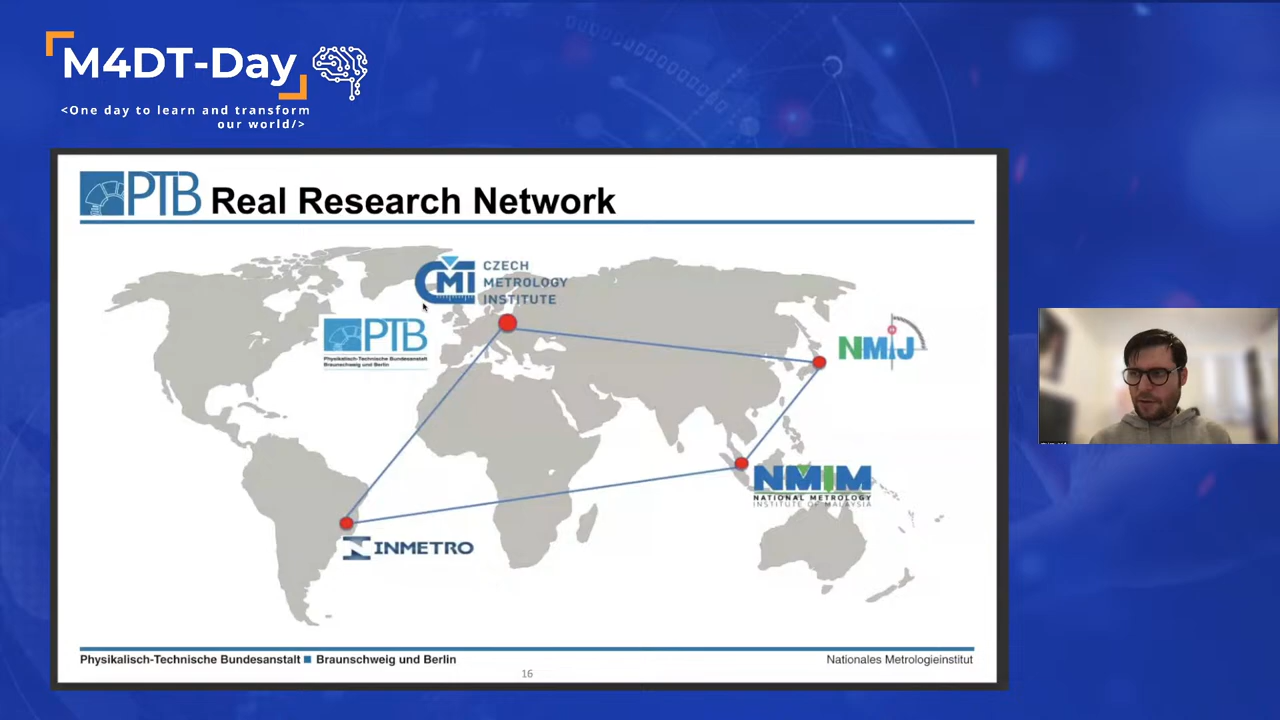 M4DT-Day
<One day to learn and transform
our world/>
PTB Real Research Network
CZECH
CMI METROLOGY
INSTITUTE
PTB
Physikalisch-Technische Bundesanstalt
Braunschweig und Berlin
NMIJ
NMIM
NATIONAL METROLOGY
INSTITUTE OF MALAYSIA
INMETRO
Physikalisch-Technische Bundesanstalt ■ Braunschweig und Berlin
Nationales Metrologieinstitut
16